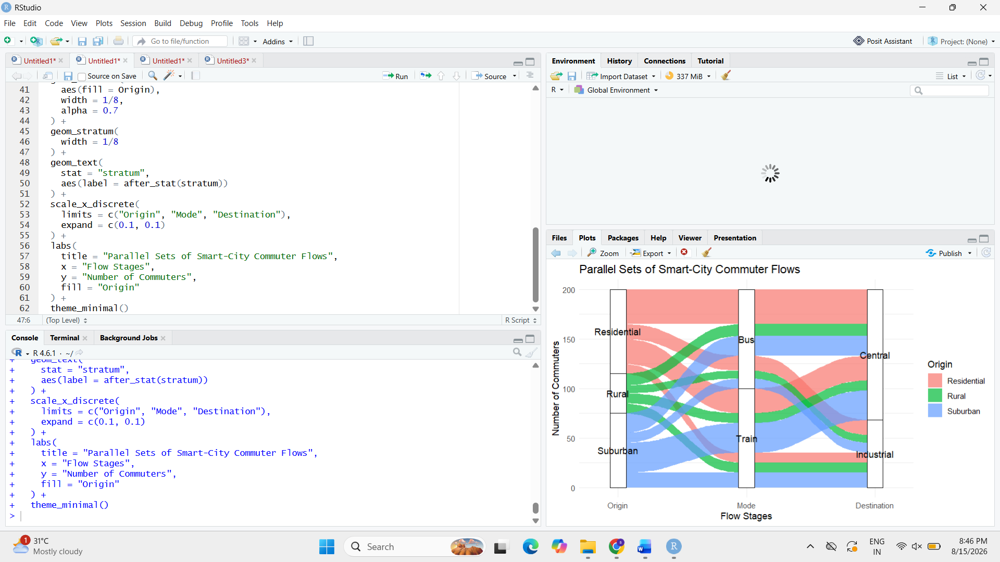 RStudio
File Edit Code View Plots Session Build Debug Profile Tools Help
Go to file/function Addins Posit Assistant Project: (None)
Untitled1* Untitled1* Untitled1* Untitled3*
Source on Save Run Source
41 aes(fill = Origin),
42 width = 1/8,
43 alpha = 0.7
44 ) +
45 geom_stratum(
46 width = 1/8
47 ) +
48 geom_text(
49 stat = "stratum",
50 aes(label = after_stat(stratum))
51 ) +
52 scale_x_discrete(
53 limits = c("Origin", "Mode", "Destination"),
54 expand = c(0.1, 0.1)
55 ) +
56 labs(
57 title = "Parallel Sets of Smart-City Commuter Flows",
58 x = "Flow Stages",
59 y = "Number of Commuters",
60 fill = "Origin"
61 ) +
62 theme_minimal()
47:6 (Top Level) R Script
Console Terminal Background Jobs
R 4.6.1 · ~/
+ geom_text(
+ stat = "stratum",
+ aes(label = after_stat(stratum))
+ ) +
+ scale_x_discrete(
+ limits = c("Origin", "Mode", "Destination"),
+ expand = c(0.1, 0.1)
+ ) +
+ labs(
+ title = "Parallel Sets of Smart-City Commuter Flows",
+ x = "Flow Stages",
+ y = "Number of Commuters",
+ fill = "Origin"
+ ) +
+ theme_minimal()
>
Environment History Connections Tutorial
Import Dataset 337 MiB List
R Global Environment
Files Plots Packages Help Viewer Presentation
Zoom Export Publish
Parallel Sets of Smart-City Commuter Flows
Number of Commuters
200
150
100
50
0
Residential
Rural
Suburban
Bus
Train
Central
Industrial
Origin Mode Destination
Flow Stages
Origin
Residential
Rural
Suburban
1
31°C
Mostly cloudy
Search
ENG
IN
8:46 PM
8/15/2026